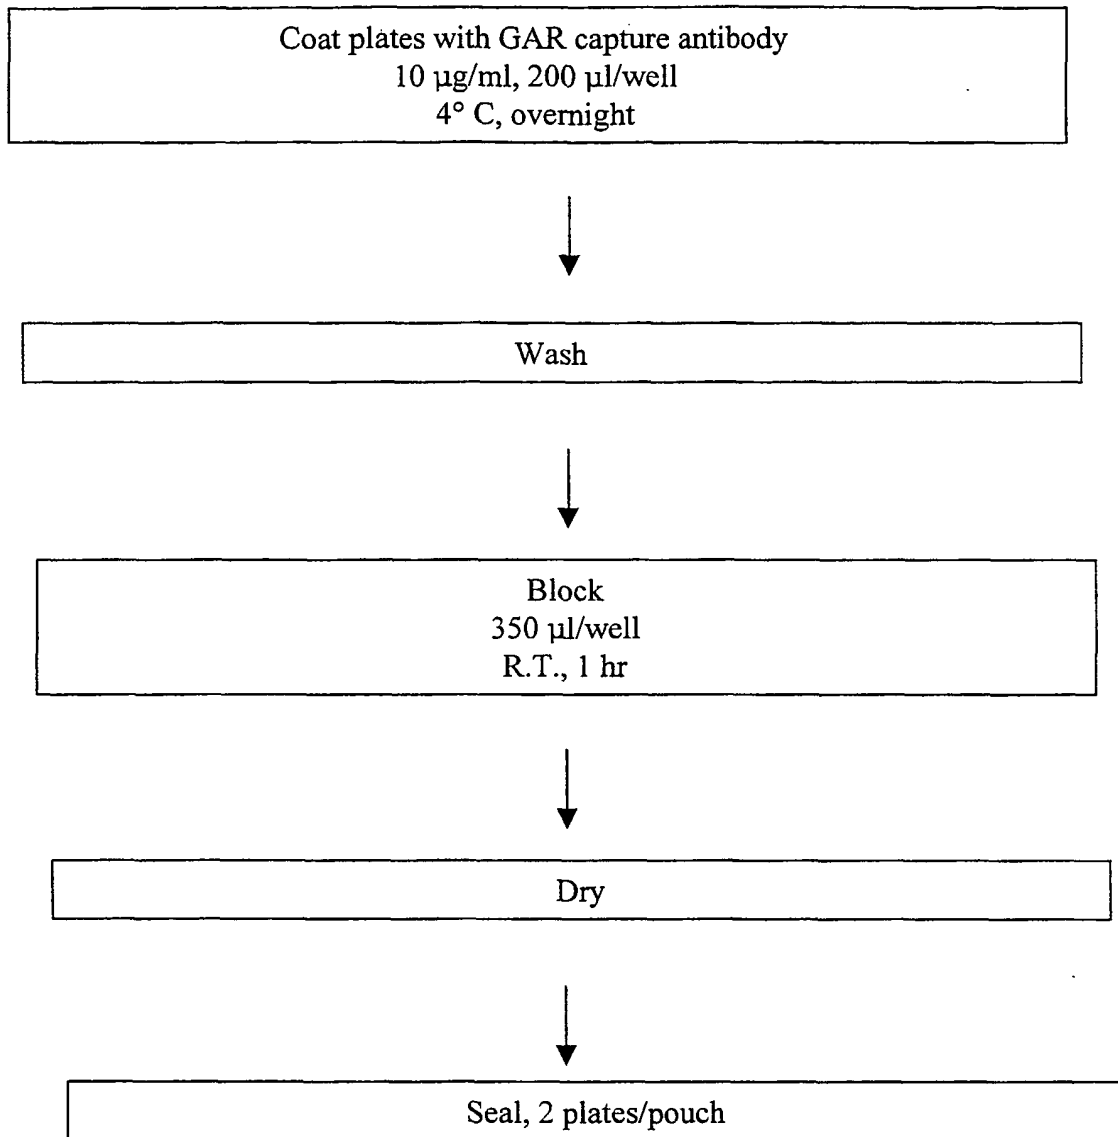 Coat plates with GAR capture antibody
10 µg/ml, 200 µl/well
4° C, overnight
Wash
Block
350 µl/well
R.T., 1 hr
Dry
Seal, 2 plates/pouch